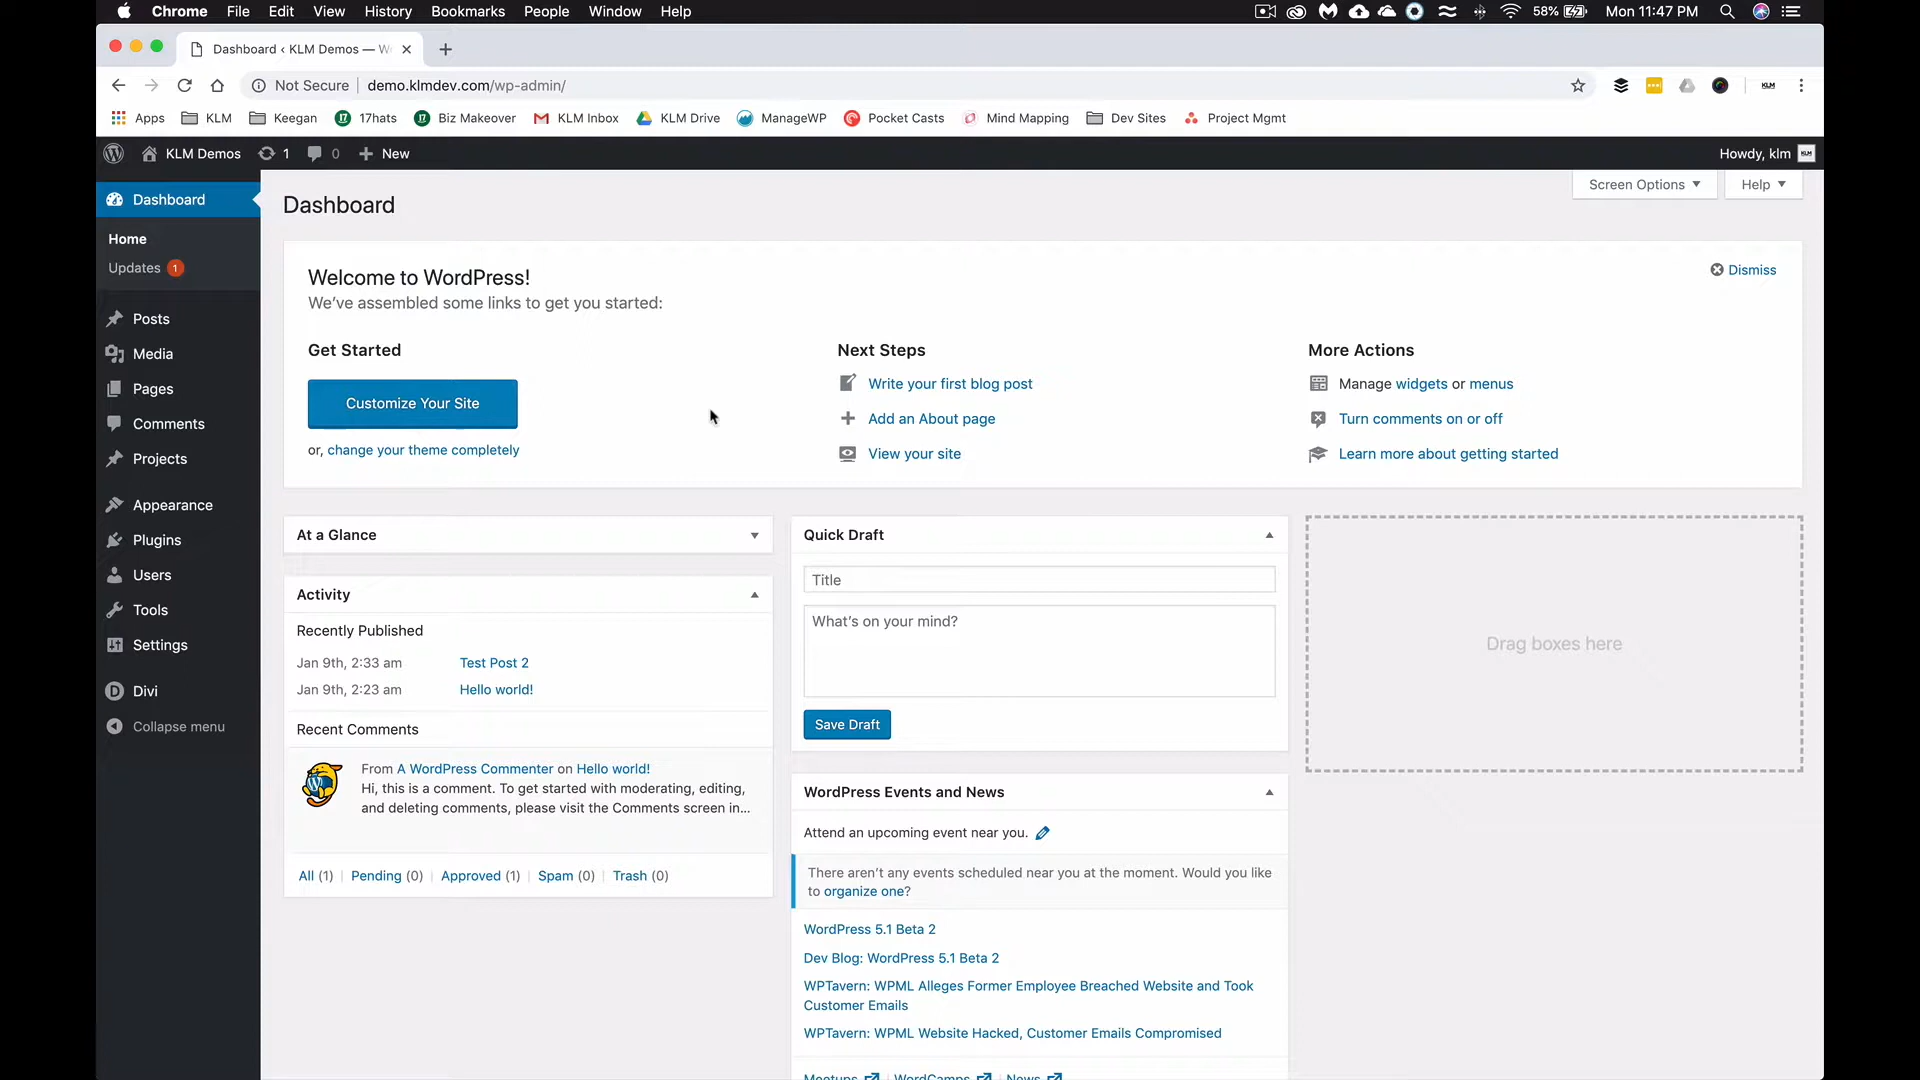 Chrome File Edit View History Bookmarks People Window Help
58% Mon 11:47 PM
Dashboard ‹ KLM Demos — W
Not Secure demo.klmdev.com/wp-admin/
KLM
Apps KLM Keegan 17hats Biz Makeover KLM Inbox KLM Drive ManageWP Pocket Casts Mind Mapping Dev Sites Project Mgmt
KLM Demos 1 0 New
Howdy, klm
Dashboard
Home
Updates 1
Posts
Media
Pages
Comments
Projects
Appearance
Plugins
Users
Tools
Settings
Divi
Collapse menu
Screen Options
Help
Dashboard
Welcome to WordPress!
We've assembled some links to get you started:
Dismiss
Get Started
Customize Your Site
or, change your theme completely
Next Steps
Write your first blog post
Add an About page
View your site
More Actions
Manage widgets or menus
Turn comments on or off
Learn more about getting started
At a Glance
Activity
Recently Published
Jan 9th, 2:33 am Test Post 2
Jan 9th, 2:23 am Hello world!
Recent Comments
From A WordPress Commenter on Hello world!
Hi, this is a comment. To get started with moderating, editing,
and deleting comments, please visit the Comments screen in...
All (1) | Pending (0) | Approved (1) | Spam (0) | Trash (0)
Quick Draft
Title
What's on your mind?
Save Draft
WordPress Events and News
Attend an upcoming event near you.
There aren't any events scheduled near you at the moment. Would you like
to organize one?
WordPress 5.1 Beta 2
Dev Blog: WordPress 5.1 Beta 2
WPTavern: WPML Alleges Former Employee Breached Website and Took
Customer Emails
WPTavern: WPML Website Hacked, Customer Emails Compromised
Meetups WordCamps News
Drag boxes here